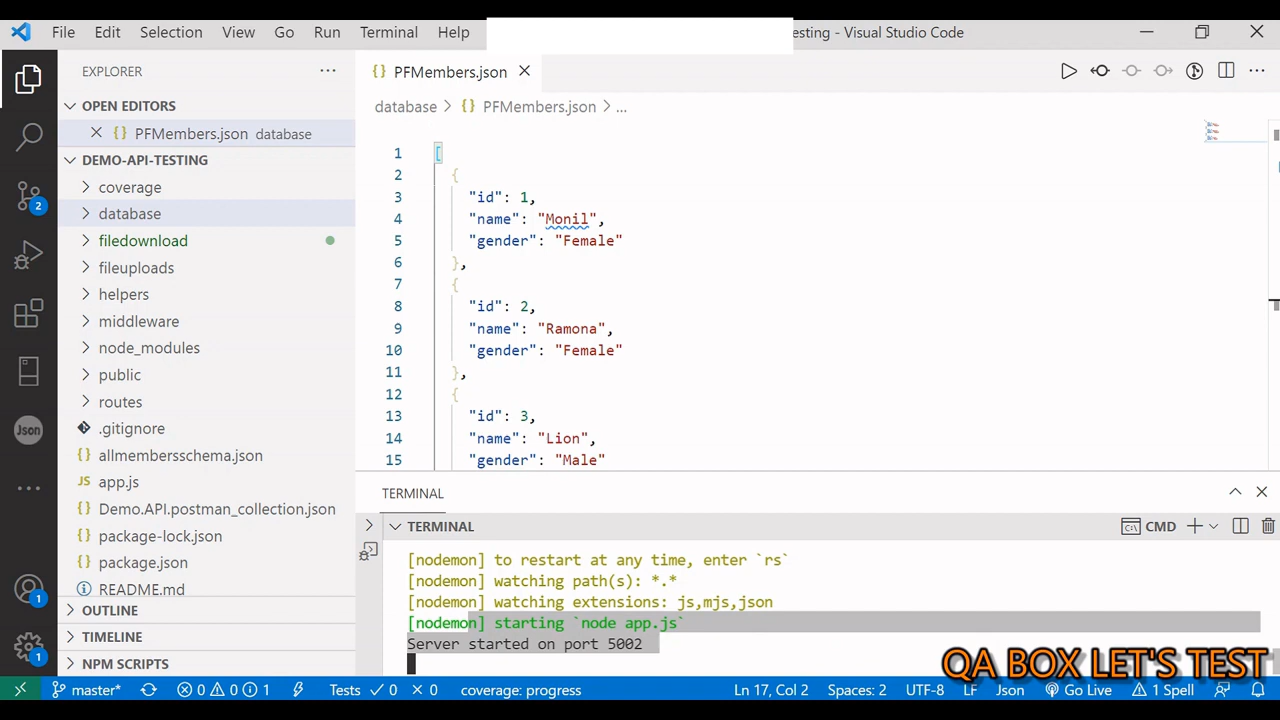 File Edit Selection View Go Run Terminal Help
esting - Visual Studio Code
EXPLORER
OPEN EDITORS
PFMembers.json database
DEMO-API-TESTING
coverage
database
filedownload
fileuploads
helpers
middleware
node_modules
public
routes
.gitignore
allmembersschema.json
app.js
Demo.API.postman_collection.json
package-lock.json
package.json
README.md
OUTLINE
TIMELINE
NPM SCRIPTS
2
Json
1
1
PFMembers.json
database > {} PFMembers.json > ...
1 [
2 {
3 "id": 1,
4 "name": "Monil",
5 "gender": "Female"
6 },
7 {
8 "id": 2,
9 "name": "Ramona",
10 "gender": "Female"
11 },
12 {
13 "id": 3,
14 "name": "Lion",
15 "gender": "Male"
TERMINAL
TERMINAL
CMD
[nodemon] to restart at any time, enter `rs`
[nodemon] watching path(s): *.*
[nodemon] watching extensions: js,mjs,json
[nodemon] starting `node app.js`
Server started on port 5002
QA BOX LET'S TEST
master* 0 0 1 Tests 0 0 coverage: progress Ln 17, Col 2 Spaces: 2 UTF-8 LF Json Go Live 1 Spell